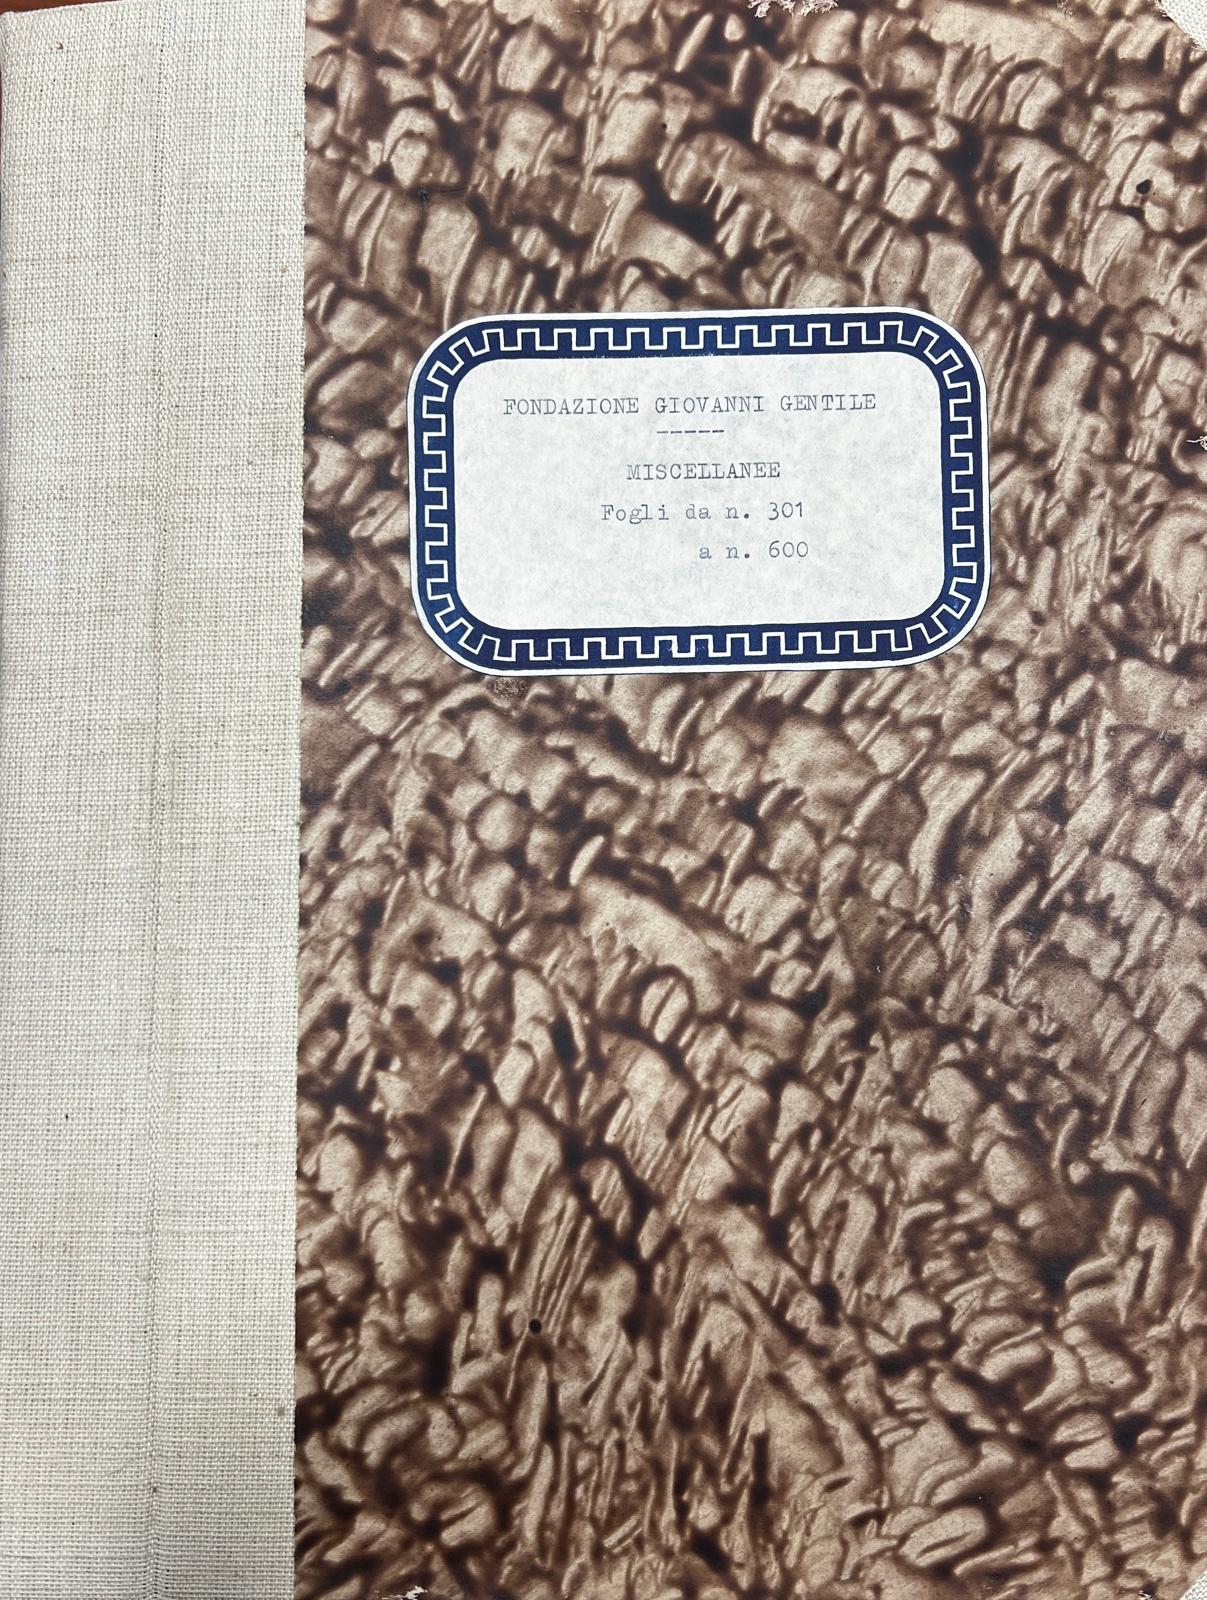 FONDAZIONE GIOVANNI GENTILE
-----
MISCELLANEE
Fogli da n. 301
a n. 600